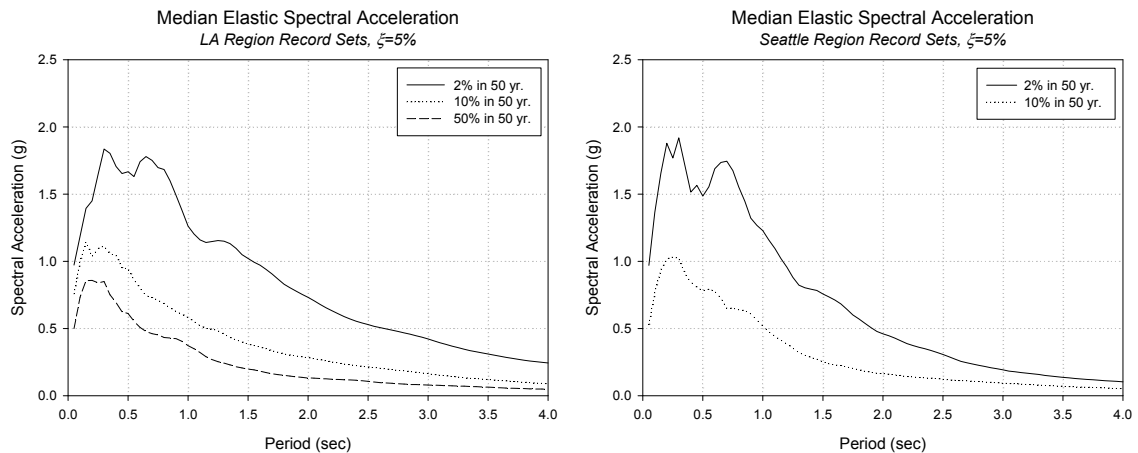 Median Elastic Spectral Acceleration
LA Region Record Sets, ξ=5%
2.5
2.0
1.5
1.0
0.5
0.0
Spectral Acceleration (g)
2% in 50 yr.
10% in 50 yr.
50% in 50 yr.
0.0 0.5 1.0 1.5 2.0 2.5 3.0 3.5 4.0
Period (sec)
Median Elastic Spectral Acceleration
Seattle Region Record Sets, ξ=5%
2.5
2.0
1.5
1.0
0.5
0.0
Spectral Acceleration (g)
2% in 50 yr.
10% in 50 yr.
0.0 0.5 1.0 1.5 2.0 2.5 3.0 3.5 4.0
Period (sec)